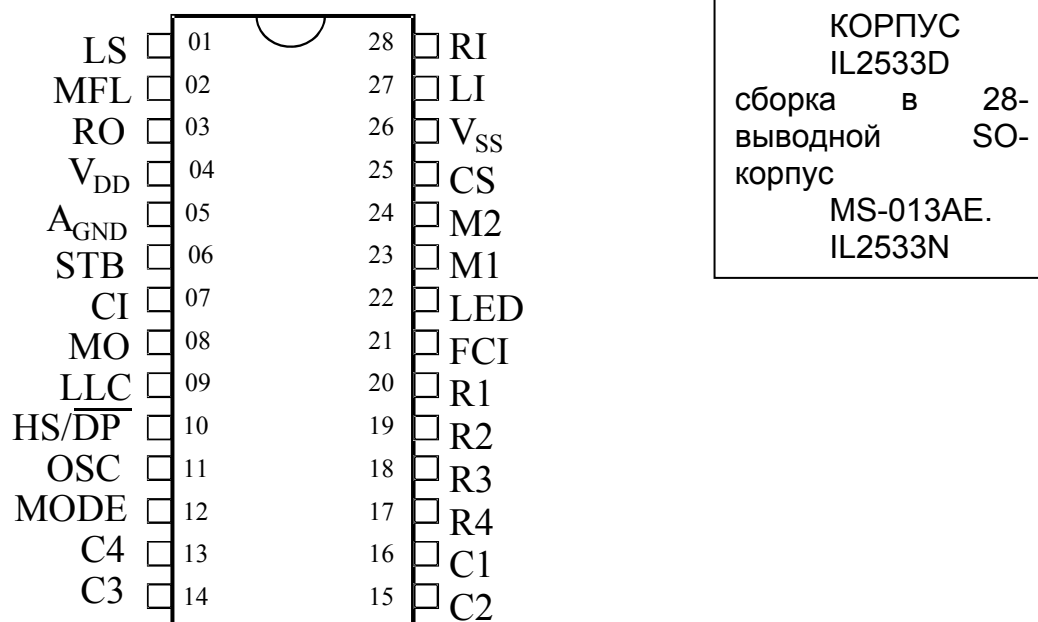 LS 01 28 RI
MFL 02 27 LI
RO 03 26 VSS
VDD 04 25 CS
AGND 05 24 M2
STB 06 23 M1
CI 07 22 LED
MO 08 21 FCI
LLC 09 20 R1
HS/DP 10 19 R2
OSC 11 18 R3
MODE 12 17 R4
C4 13 16 C1
C3 14 15 C2
КОРПУС
IL2533D
сборка в 28-
выводной SO-
корпус
MS-013AE.
IL2533N